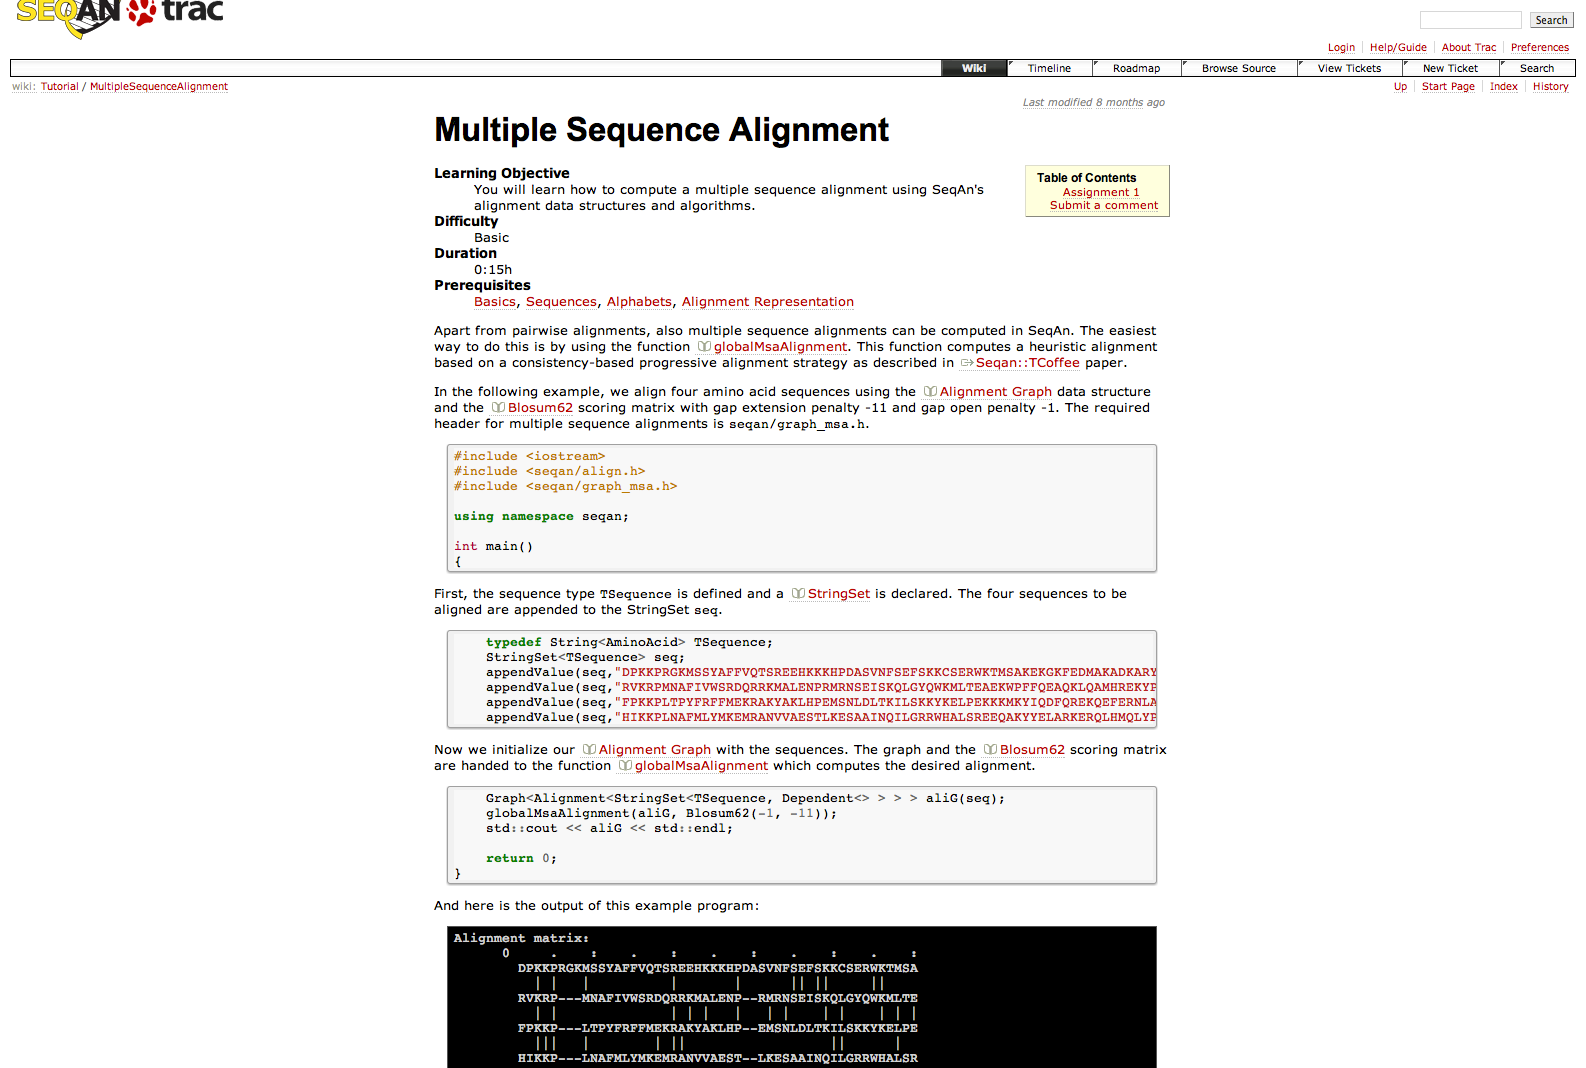 SEQAN trac
Search
Login Help/Guide About Trac Preferences
Wiki Timeline Roadmap Browse Source View Tickets New Ticket Search
wiki: Tutorial / MultipleSequenceAlignment
Up Start Page Index History
Last modified 8 months ago
Multiple Sequence Alignment
Table of Contents
Assignment 1
Submit a comment
Learning Objective
You will learn how to compute a multiple sequence alignment using SeqAn's
alignment data structures and algorithms.
Difficulty
Basic
Duration
0:15h
Prerequisites
Basics, Sequences, Alphabets, Alignment Representation
Apart from pairwise alignments, also multiple sequence alignments can be computed in SeqAn. The easiest
way to do this is by using the function globalMsaAlignment. This function computes a heuristic alignment
based on a consistency-based progressive alignment strategy as described in Seqan::TCoffee paper.
In the following example, we align four amino acid sequences using the Alignment Graph data structure
and the Blosum62 scoring matrix with gap extension penalty -11 and gap open penalty -1. The required
header for multiple sequence alignments is seqan/graph_msa.h.
#include <iostream>
#include <seqan/align.h>
#include <seqan/graph_msa.h>
using namespace seqan;
int main()
{
First, the sequence type TSequence is defined and a StringSet is declared. The four sequences to be
aligned are appended to the StringSet seq.
typedef String<AminoAcid> TSequence;
StringSet<TSequence> seq;
appendValue(seq,"DPKKPRGKMSSYAFFVQTSREEHKKKHPDASVNFSEFSKKCSERWKTMSAKEKGKFEDMAKADKARY
appendValue(seq,"RVKRPMNAFIVWSRDQRRKMALENPRMRNSEISKQLGYQWKMLTEAEKWPFFQEAQKLQAMHREKYP
appendValue(seq,"FPKKPLTPYFRFFMEKRAKYAKLHPEMSNLDLTKILSKKYKELPEKKKMKYIQDFQREKQEFERNLA
appendValue(seq,"HIKKPLNAFMLYMKEMRANVVAESTLKESAAINQILGRRWHALSREEQAKYYELARKERQLHMQLYP
Now we initialize our Alignment Graph with the sequences. The graph and the Blosum62 scoring matrix
are handed to the function globalMsaAlignment which computes the desired alignment.
Graph<Alignment<StringSet<TSequence, Dependent<> > > > aliG(seq);
globalMsaAlignment(aliG, Blosum62(-1, -11));
std::cout << aliG << std::endl;
return 0;
}
And here is the output of this example program:
Alignment matrix:
0 . : . : . : . : . :
DPKKPRGKMSSYAFFVQTSREEHKKKHPDASVNFSEFSKKCSERWKTMSA
| | | | | || || ||
RVKRP---MNAFIVWSRDQRRKMALENP--RMRNSEISKQLGYQWKMLTE
| | | | | | | | | | | | |
FPKKP---LTPYFRFFMEKRAKYAKLHP--EMSNLDLTKILSKKYKELPE
||| | | || || |
HIKKP---LNAFMLYMKEMRANVVAEST--LKESAAINQILGRRWHALSR